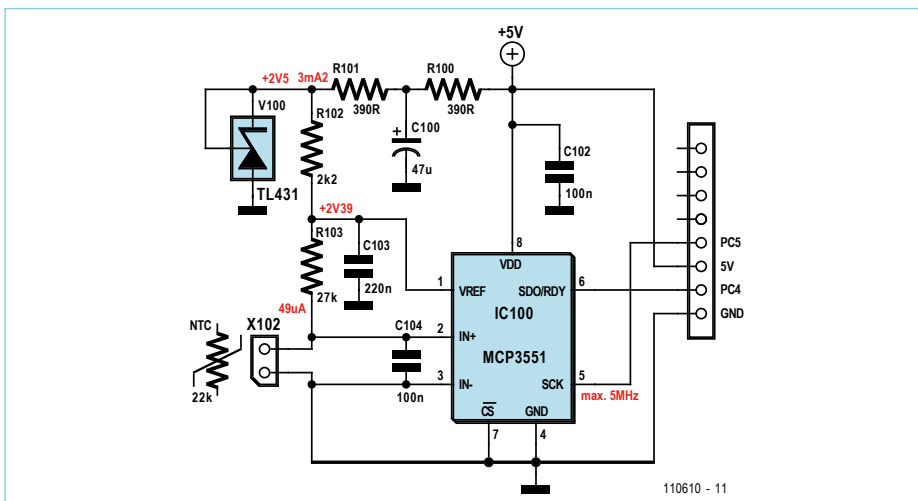 +5V
+2V5
3mA2
R101
390R
R100
390R
V100
TL431
R102
2k2
C100
+
47u
C102
100n
+2V39
R103
27k
C103
220n
49uA
NTC
22k
X102
C104
100n
8
VDD
1
VREF
SDO/RDY
6
IC100
2
IN+
MCP3551
3
IN-
SCK
5
max. 5MHz
CS
GND
7
4
PC5
5V
PC4
GND
110610 - 11